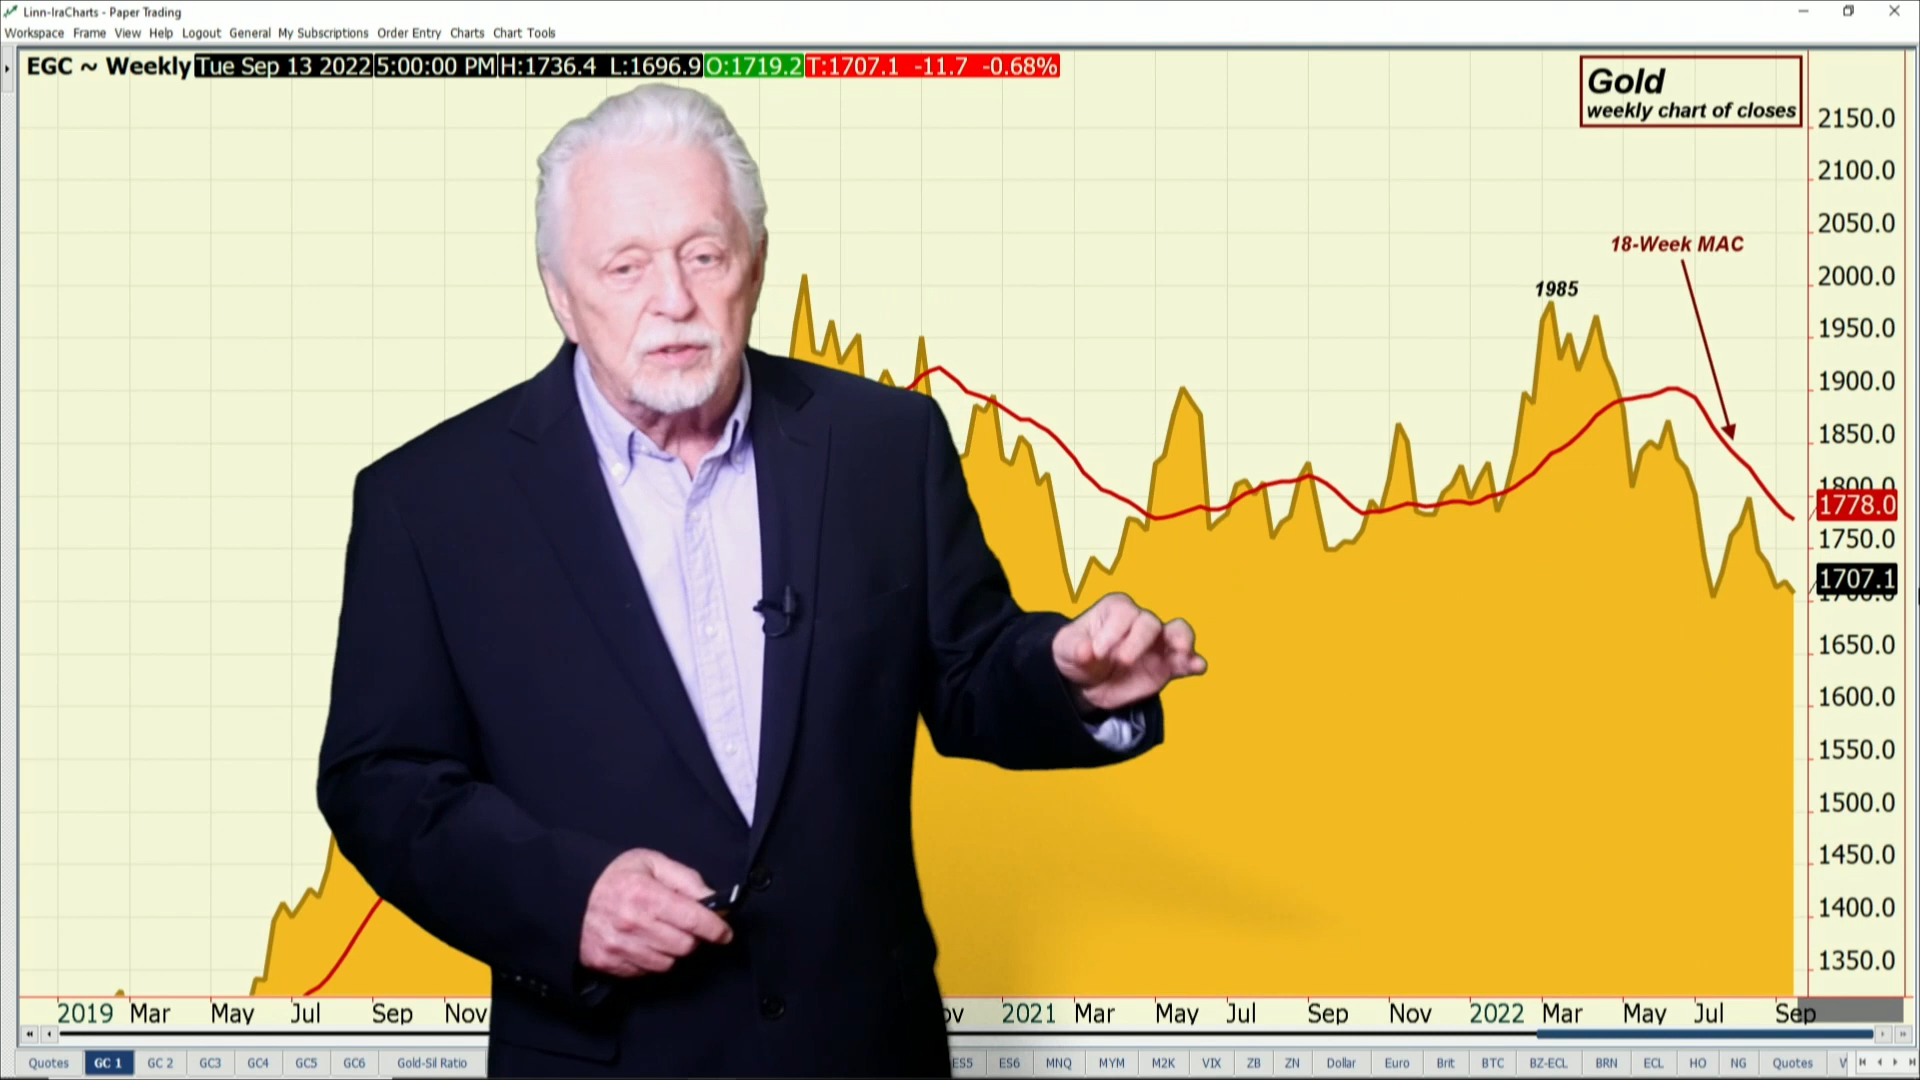 Linn-IraCharts - Paper Trading
Workspace Frame View Help Logout General My Subscriptions Order Entry Charts Chart Tools
EGC ~ Weekly Tue Sep 13 2022 5:00:00 PM H:1736.4 L:1696.9 O:1719.2 T:1707.1 -11.7 -0.68%
Gold
weekly chart of closes
2150.0
2100.0
2050.0
18-Week MAC
2000.0
1985
1950.0
1900.0
1850.0
1800.0
1778.0
1750.0
1707.1
1700.0
1650.0
1600.0
1550.0
1500.0
1450.0
1400.0
1350.0
2019 Mar May Jul Sep Nov ov 2021 Mar May Jul Sep Nov 2022 Mar May Jul Sep
Quotes GC 1 GC 2 GC3 GC4 GC5 GC6 Gold-Sil Ratio ES5 ES6 MNQ MYM M2K VIX ZB ZN Dollar Euro Brit BTC BZ-ECL BRN ECL HO NG Quotes